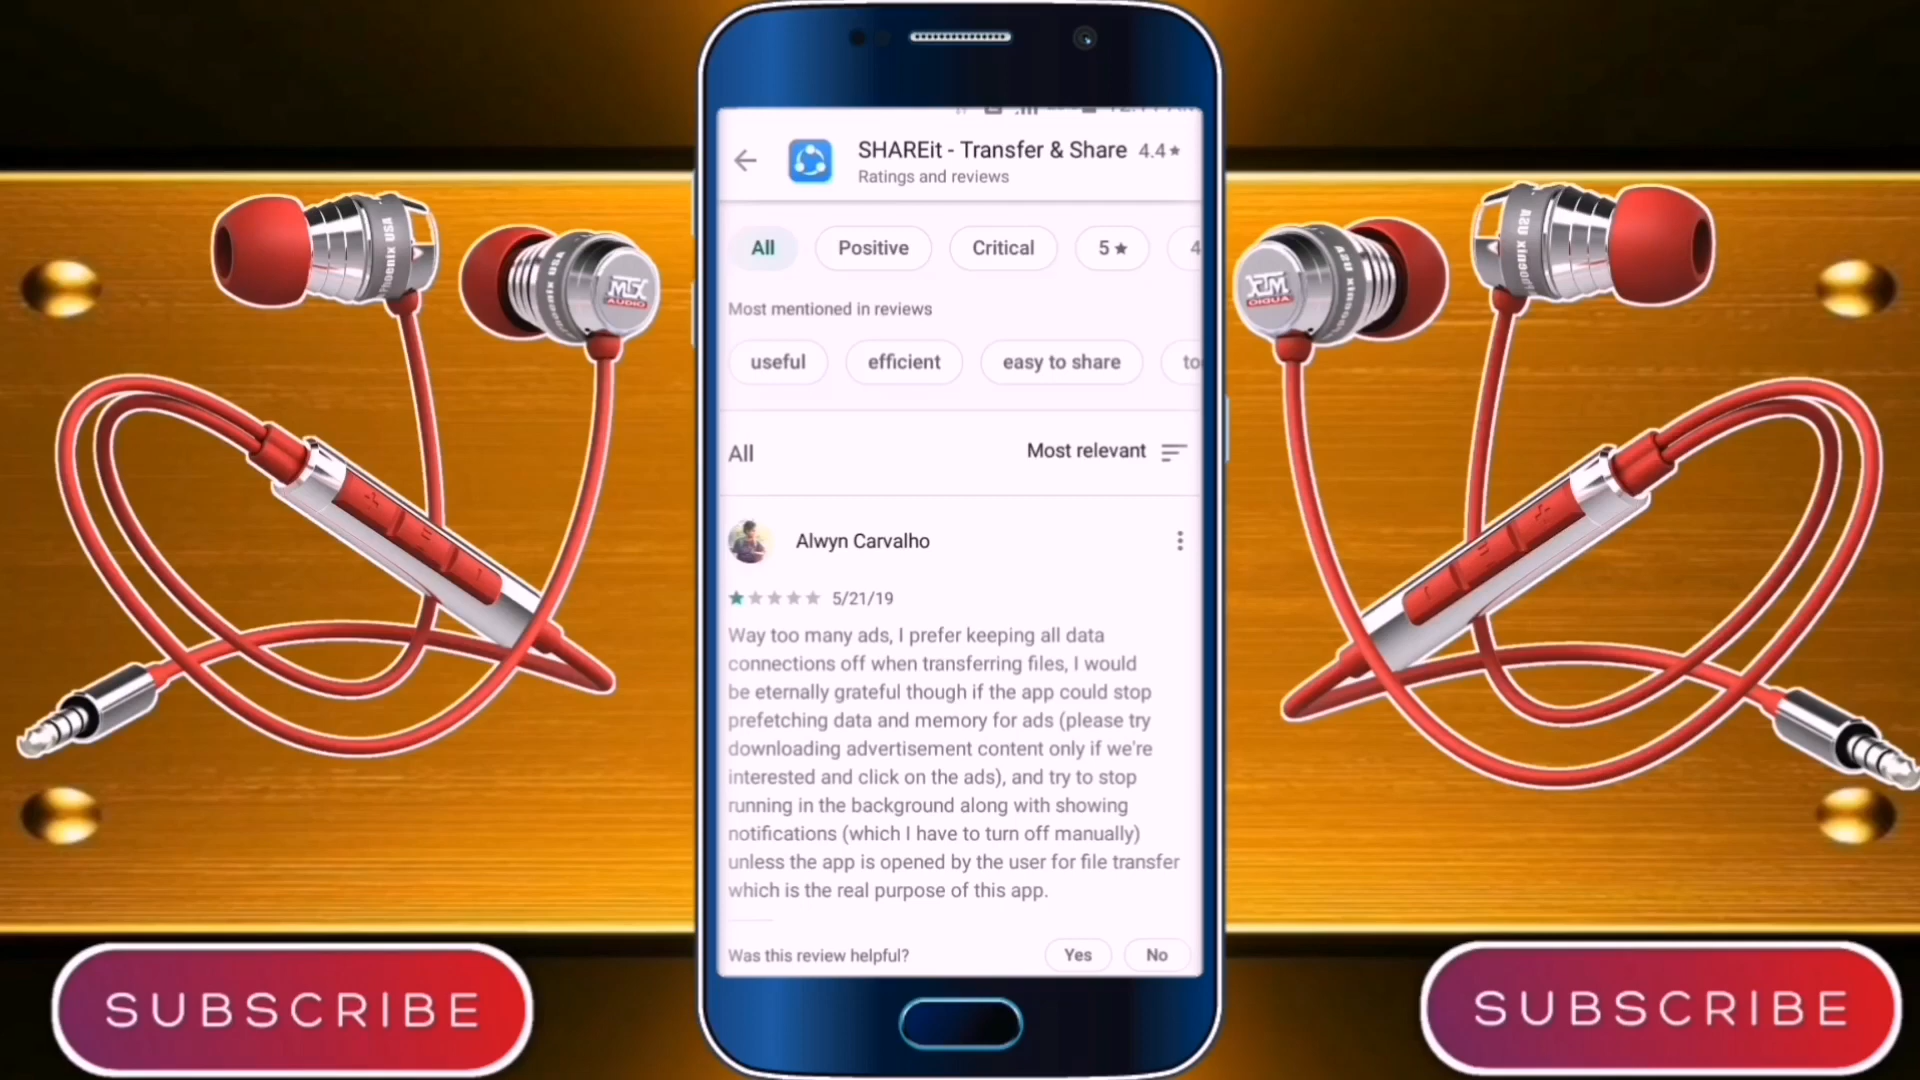 SHAREit - Transfer & Share 4.4★
Ratings and reviews
All Positive Critical 5★ 4
Most mentioned in reviews
useful efficient easy to share
All Most relevant
Alwyn Carvalho
5/21/19
Way too many ads, I prefer keeping all data
connections off when transferring files, I would
be eternally grateful though if the app could stop
prefetching data and memory for ads (please try
downloading advertisement content only if we're
interested and click on the ads), and try to stop
running in the background along with showing
notifications (which I have to turn off manually)
unless the app is opened by the user for file transfer
which is the real purpose of this app.
Was this review helpful? Yes No
MTX
AUDIO
SUBSCRIBE
SUBSCRIBE